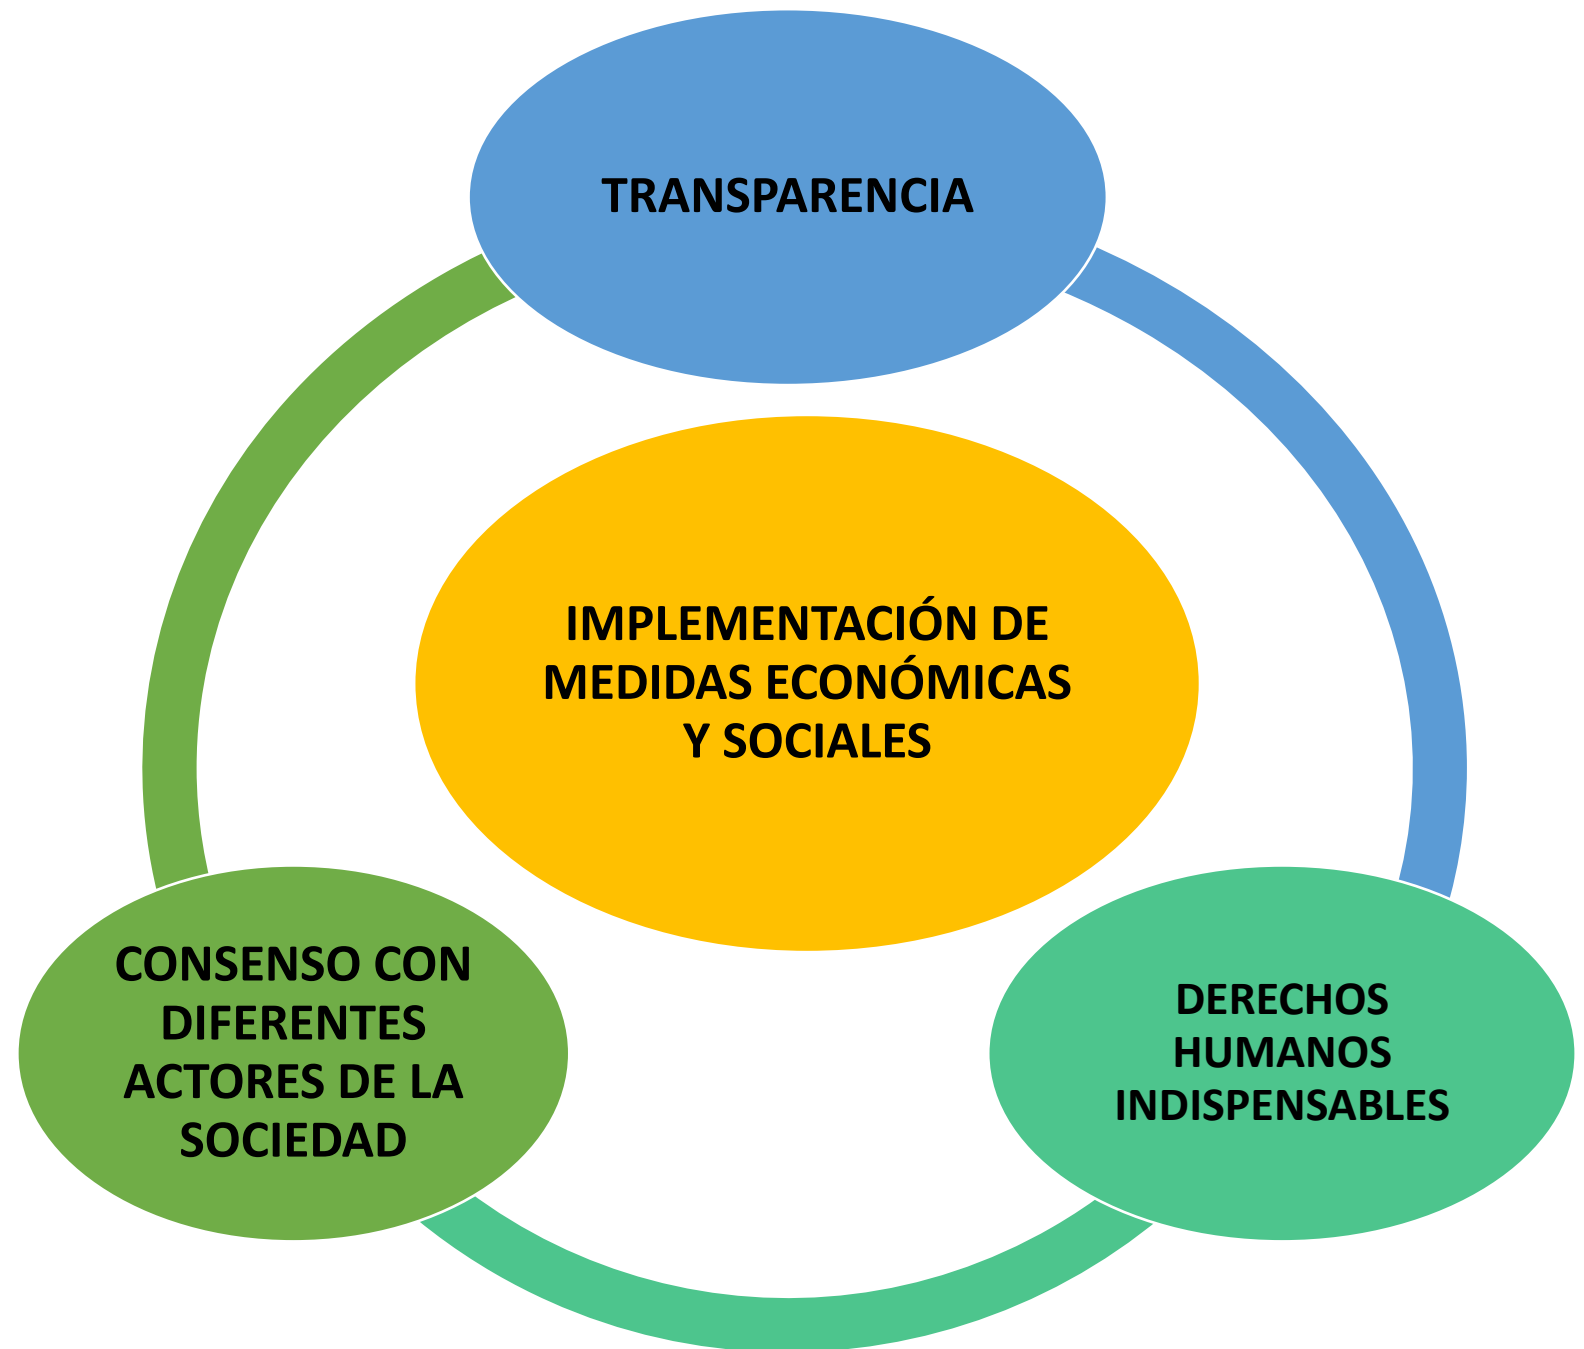 TRANSPARENCIA
IMPLEMENTACIÓN DE
MEDIDAS ECONÓMICAS
Y SOCIALES
CONSENSO CON
DIFERENTES
ACTORES DE LA
SOCIEDAD
DERECHOS
HUMANOS
INDISPENSABLES